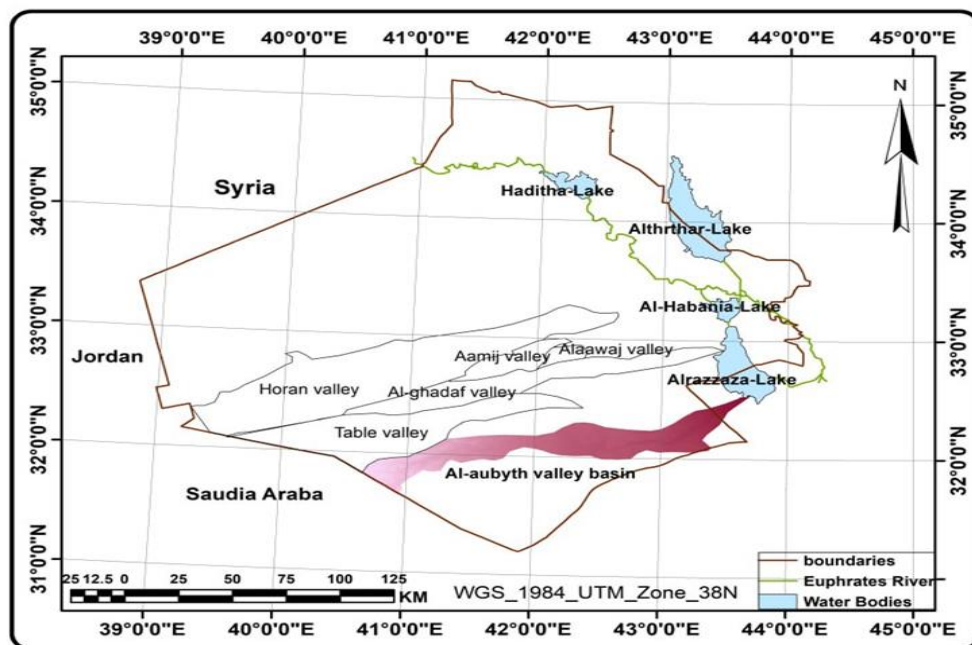 39°0'0"E 40°0'0"E 41°0'0"E 42°0'0"E 43°0'0"E 44°0'0"E 45°0'0"E
35°0'0"N
35°0'0"N
N
Syria
Haditha-Lake
34°0'0"N
34°0'0"N
Althrthar-Lake
Al-Habania-Lake
33°0'0"N
33°0'0"N
Jordan
Aamij valley
Alaawaj valley
Horan valley
Al-ghadaf valley
Alrazzaza-Lake
Table valley
32°0'0"N
32°0'0"N
Al-aubyth valley basin
Saudia Araba
31°0'0"N
boundaries
Euphrates River
Water Bodies
25 12.5 0 25 50 75 100 125
KM
WGS_1984_UTM_Zone_38N
39°0'0"E 40°0'0"E 41°0'0"E 42°0'0"E 43°0'0"E 44°0'0"E 45°0'0"E